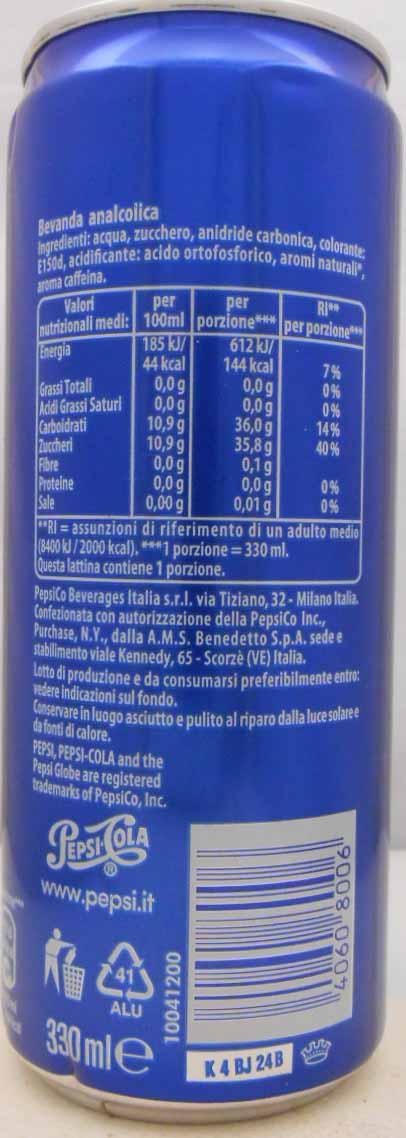 Bevanda analcolica
Ingredienti: acqua, zucchero, anidride carbonica, colorante:
E150d, acidificante: acido ortofosforico, aromi naturali*,
aroma caffeina.
Valori nutrizionali medi: per 100ml per porzione*** RI** per porzione***
Energia 185 kJ/ 612 kJ/
44 kcal 144 kcal 7%
Grassi Totali 0,0 g 0,0 g 0%
Acidi Grassi Saturi 0,0 g 0,0 g 0%
Carboidrati 10,9 g 36,0 g 14%
Zuccheri 10,9 g 35,8 g 40%
Fibre 0,0 g 0,1 g
Proteine 0,0 g 0,0 g 0%
Sale 0,00 g 0,01 g 0%
**RI = assunzioni di riferimento di un adulto medio
(8400 kJ / 2000 kcal). ***1 porzione = 330 ml.
Questa lattina contiene 1 porzione.
PepsiCo Beverages Italia s.r.l. via Tiziano, 32 - Milano Italia.
Confezionata con autorizzazione della PepsiCo Inc.,
Purchase, N.Y., dalla A.M.S. Benedetto S.p.A. sede e
stabilimento viale Kennedy, 65 - Scorzè (VE) Italia.
Lotto di produzione e da consumarsi preferibilmente entro:
vedere indicazioni sul fondo.
Conservare in luogo asciutto e pulito al riparo dalla luce solare e
da fonti di calore.
PEPSI, PEPSI-COLA and the
Pepsi Globe are registered
trademarks of PepsiCo, Inc.
PEPSI-COLA
®
www.pepsi.it
41
ALU
330 ml e
10041200
4060 8006
K 4 BJ 24B